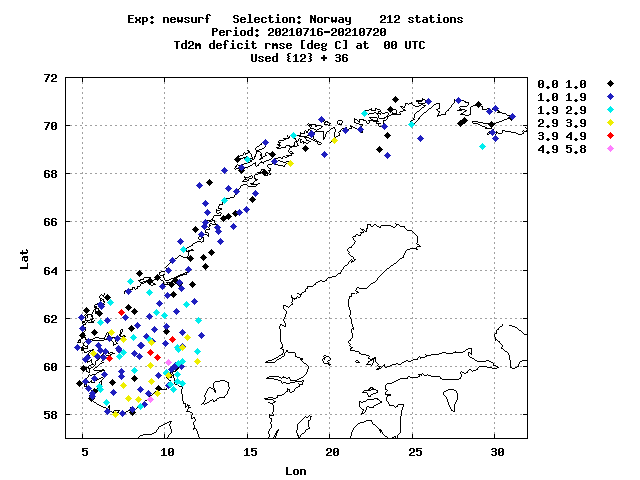 Exp: newsurf   Selection: Norway    212 stations
Period: 20210716-20210720
Td2m deficit rmse [deg C] at  00 UTC
Used {12} + 36
72
70
68
66
64
62
60
58
Lat
5 10 15 20 25 30
Lon
0.0 1.0
1.0 1.9
1.9 2.9
2.9 3.9
3.9 4.9
4.9 5.8